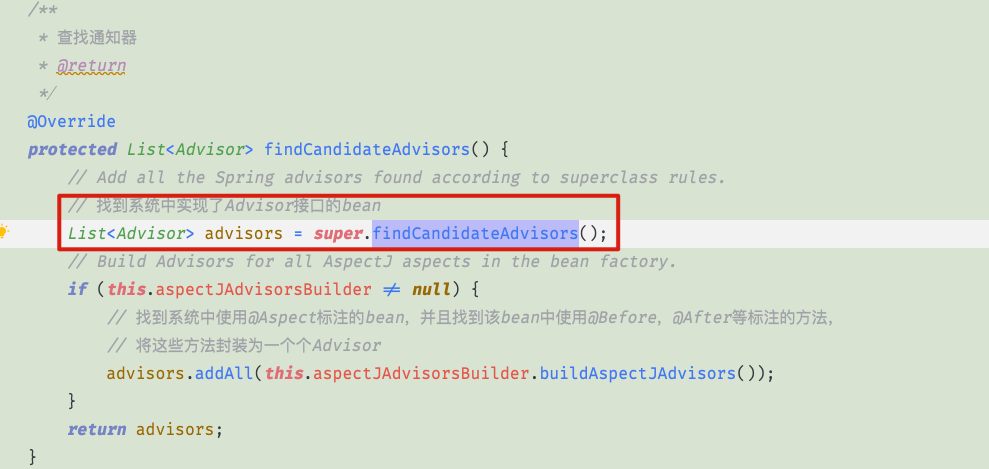 /**
 * 查找通知器
 * @return
 */
@Override
protected List<Advisor> findCandidateAdvisors() {
    // Add all the Spring advisors found according to superclass rules.
    // 找到系统中实现了Advisor接口的bean
    List<Advisor> advisors = super.findCandidateAdvisors();
    // Build Advisors for all AspectJ aspects in the bean factory.
    if (this.aspectJAdvisorsBuilder ≠ null) {
        // 找到系统中使用@Aspect标注的bean，并且找到该bean中使用@Before，@After等标注的方法，
        // 将这些方法封装为一个个Advisor
        advisors.addAll(this.aspectJAdvisorsBuilder.buildAspectJAdvisors());
    }
    return advisors;
}